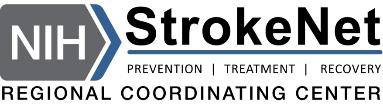 NIH StrokeNet
PREVENTION | TREATMENT | RECOVERY
REGIONAL COORDINATING CENTER